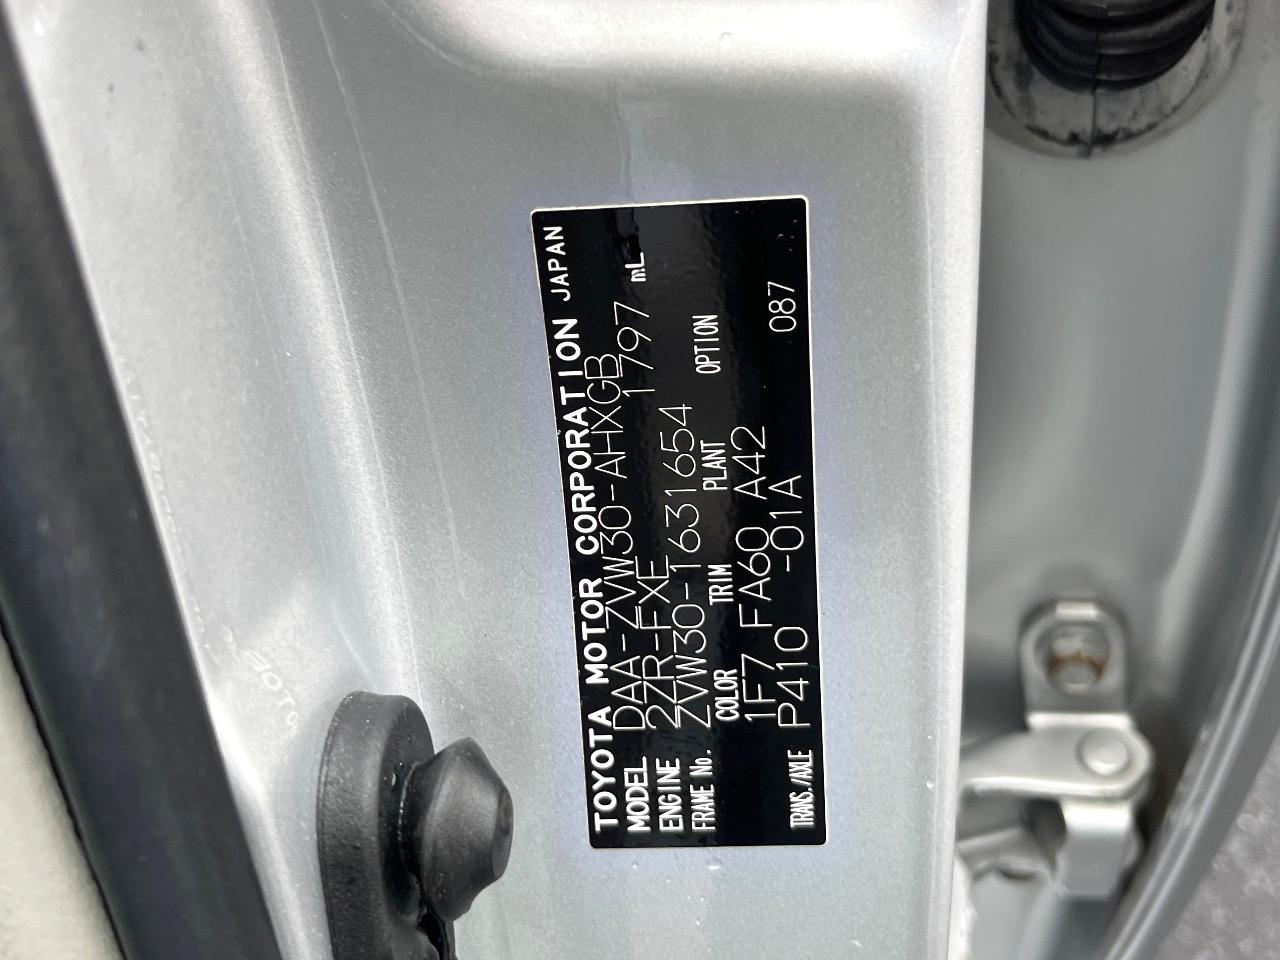 TOYOTA MOTOR CORPORATION JAPAN
MODEL DAA-ZVW30-AHXGB
ENGINE 2ZR-FXE 1797 mL
FRAME No. ZVW30-1631654
COLOR TRIM PLANT OPTION
1F7 FA60 A42
TRANS./AXLE P410 -01A 087